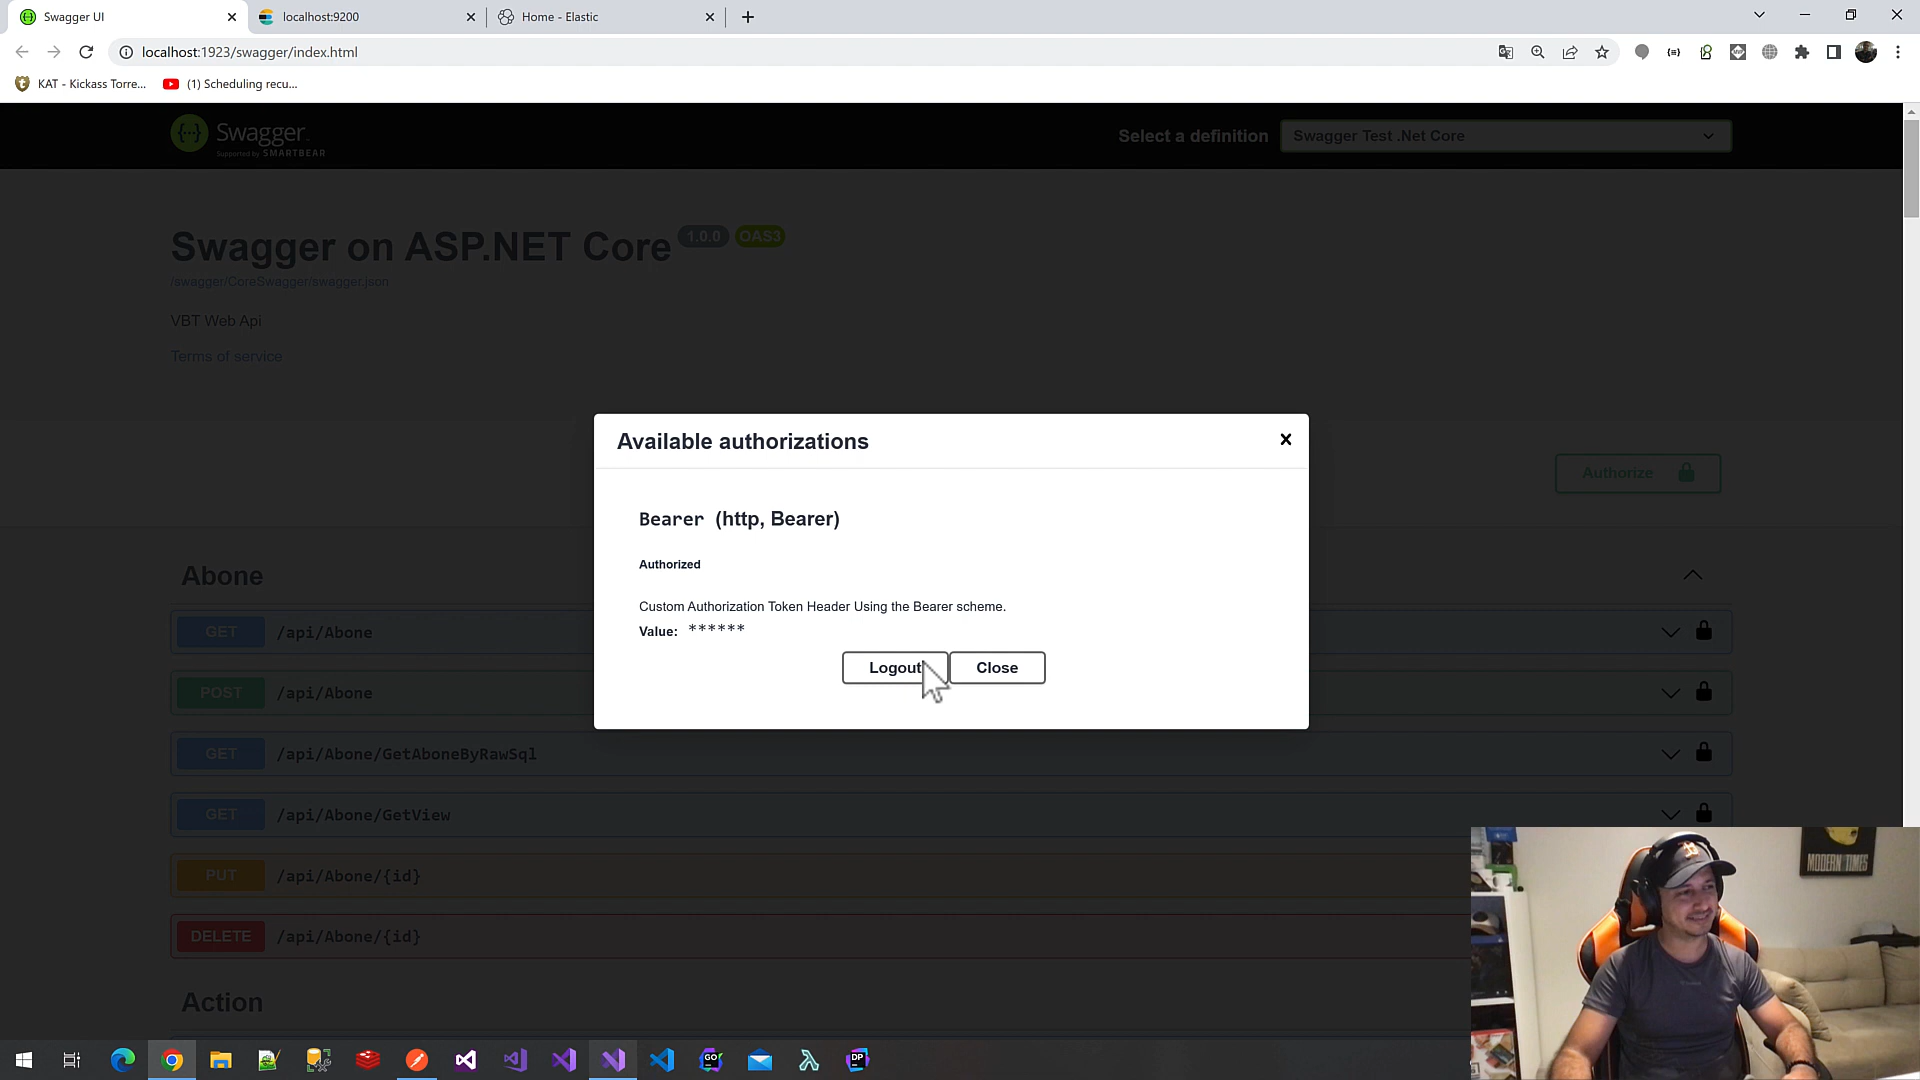 Swagger UI
localhost:9200
Home - Elastic
localhost:1923/swagger/index.html
KAT - Kickass Torre...
(1) Scheduling recu...
Swagger.
Supported by SMARTBEAR
Select a definition
Swagger Test .Net Core
Swagger on ASP.NET Core 1.0.0 OAS3
/swagger/CoreSwagger/swagger.json
VBT Web Api
Terms of service
Available authorizations
Authorize
Bearer (http, Bearer)
Authorized
Custom Authorization Token Header Using the Bearer scheme.
Value: ******
Logout
Close
Abone
GET /api/Abone
POST /api/Abone
GET /api/Abone/GetAboneByRawSql
GET /api/Abone/GetView
PUT /api/Abone/{id}
DELETE /api/Abone/{id}
Action
MODERN TIMES
GO
DP